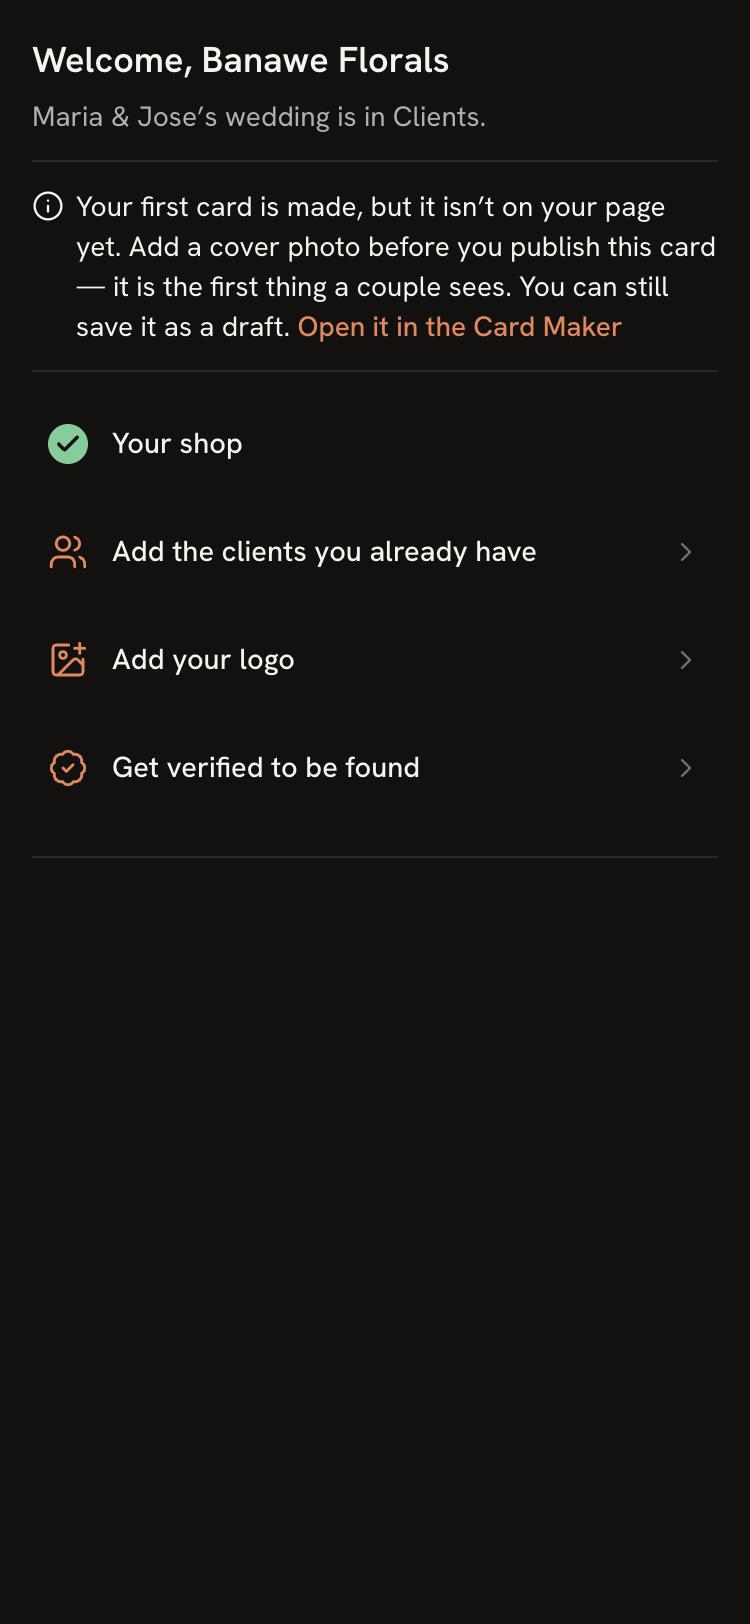 Welcome, Banawe Florals
Maria & Jose’s wedding is in Clients.
Your first card is made, but it isn’t on your page
yet. Add a cover photo before you publish this card
— it is the first thing a couple sees. You can still
save it as a draft. Open it in the Card Maker
Your shop
Add the clients you already have
Add your logo
Get verified to be found